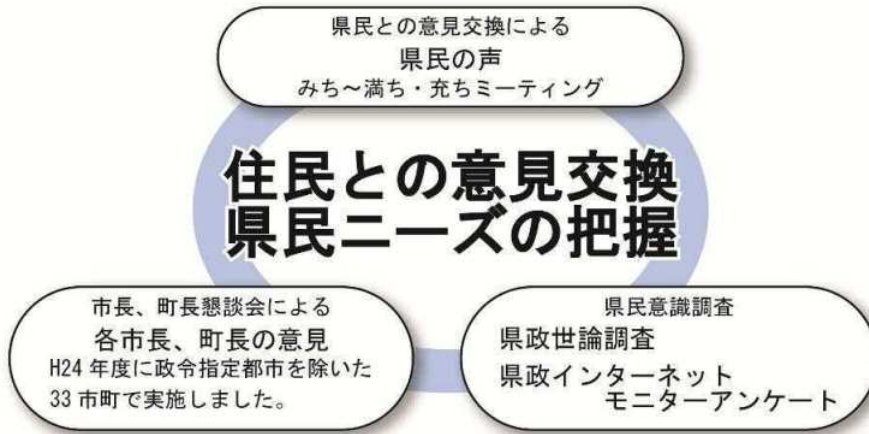 県民との意見交換による
県民の声
みち～満ち・充ちミーティング
住民との意見交換
県民ニーズの把握
市長、町長懇談会による
各市長、町長の意見
H24 年度に政令指定都市を除いた
33 市町で実施しました。
県民意識調査
県政世論調査
県政インターネット
モニターアンケート